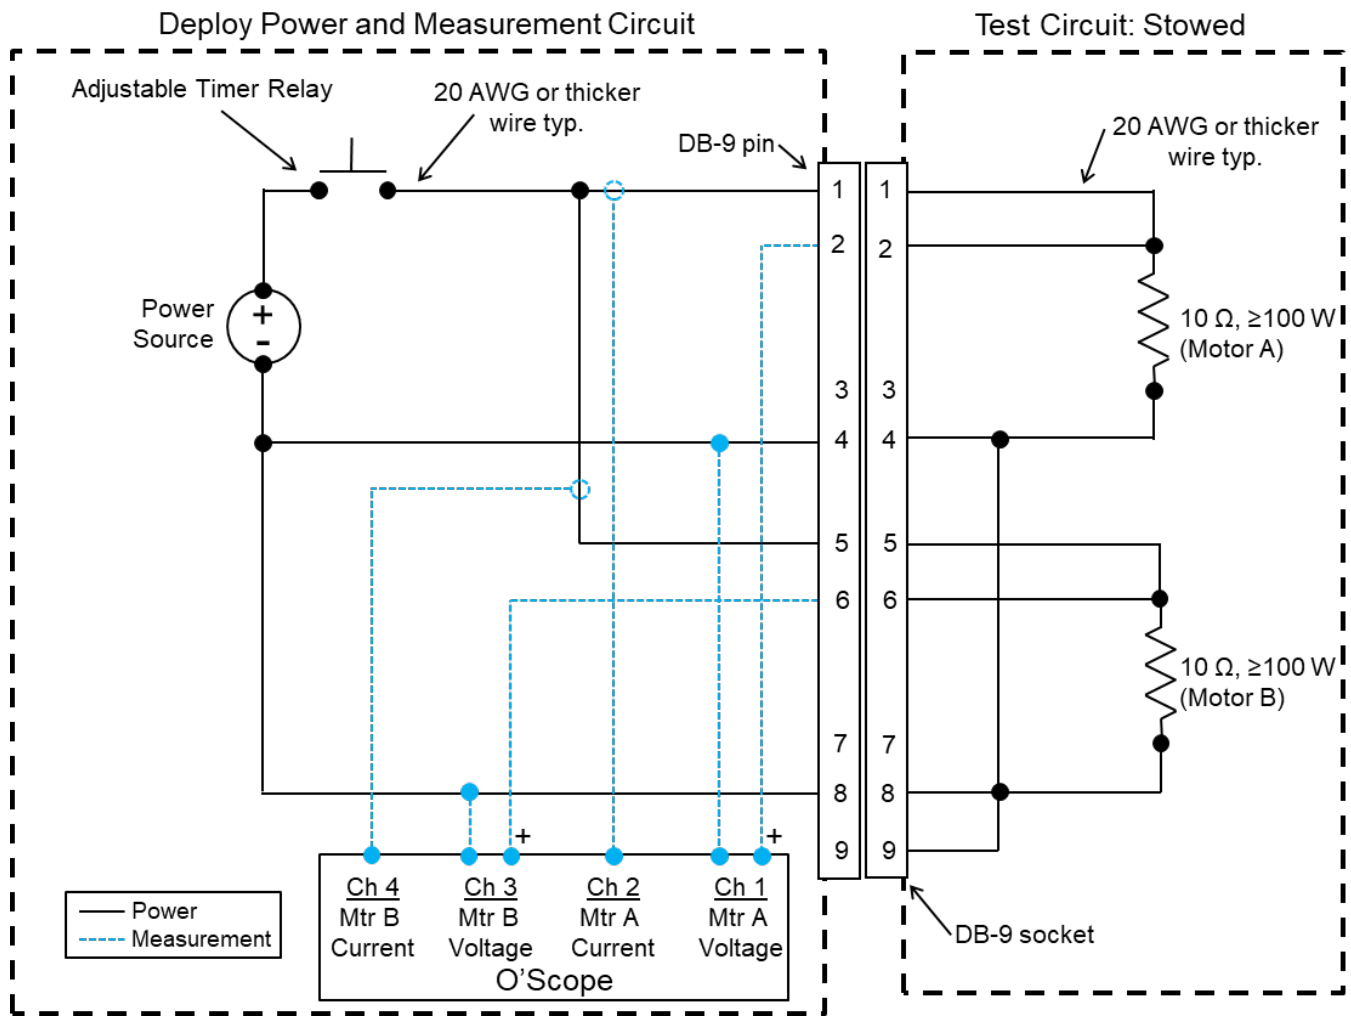 Deploy Power and Measurement Circuit
Test Circuit: Stowed
Adjustable Timer Relay
20 AWG or thicker
wire typ.
DB-9 pin
20 AWG or thicker
wire typ.
1
1
2
2
Power
Source
+
-
10 Ω, ≥100 W
(Motor A)
3
3
4
4
5
5
6
6
10 Ω, ≥100 W
(Motor B)
7
7
8
8
9
9
+
+
Ch 4
Mtr B
Current
Ch 3
Mtr B
Voltage
Ch 2
Mtr A
Current
Ch 1
Mtr A
Voltage
O'Scope
Power
Measurement
DB-9 socket